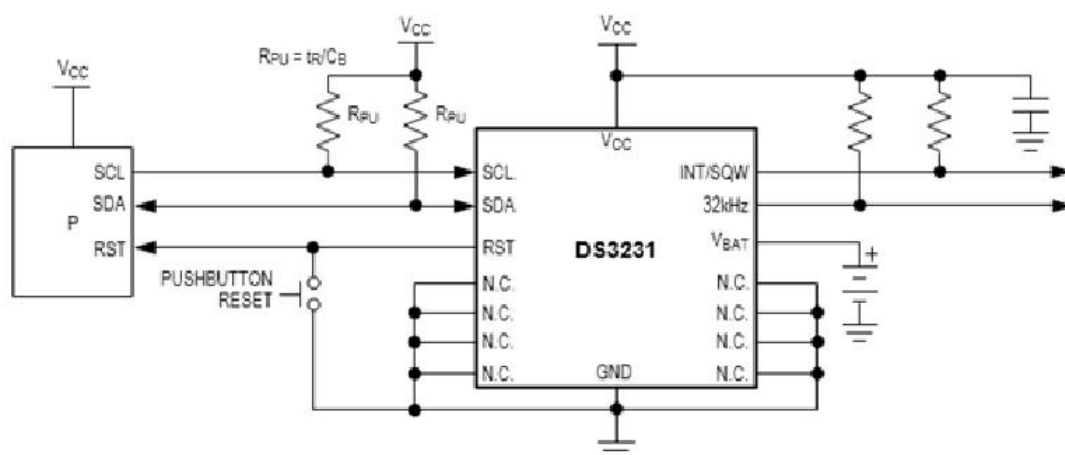 VCC
VCC
RPU = tR/CB
VCC
RPU
RPU
VCC
SCL
SCL
INT/SQW
SDA
SDA
32kHz
P
RST
RST
DS3231
VBAT
+
PUSHBUTTON
RESET
N.C.
N.C.
N.C.
N.C.
N.C.
N.C.
N.C.
GND
N.C.